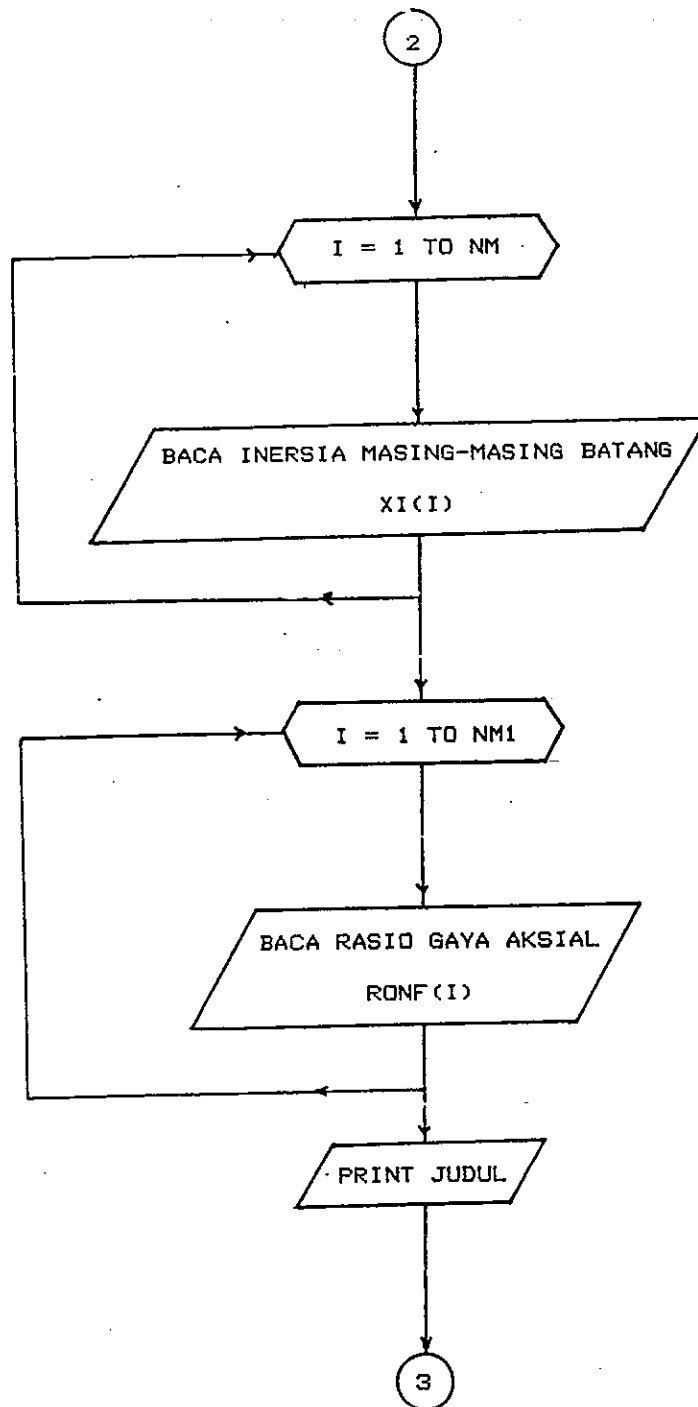 2
I = 1 TO NM
BACA INERSIA MASING-MASING BATANG
XI(I)
I = 1 TO NM1
BACA RASIO GAYA AKSIAL
RONF(I)
PRINT JUDUL
3